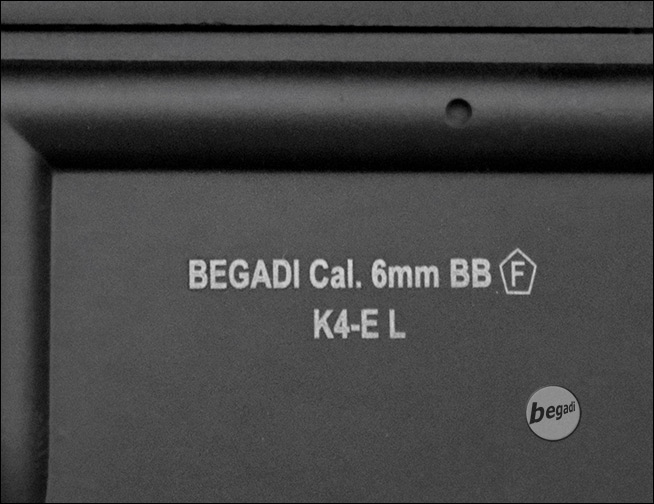 BEGADI Cal. 6mm BB F
K4-E L
begadi